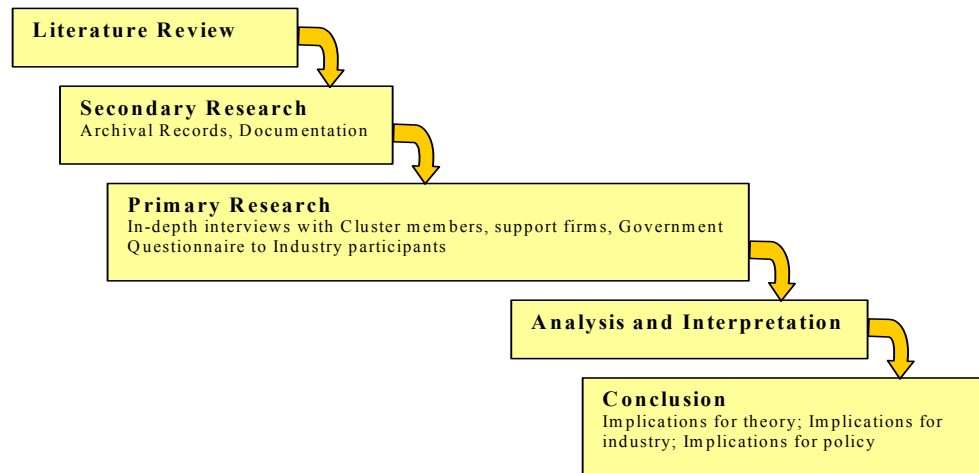 Literature Review
Secondary Research
Archival Records, Documentation
Primary Research
In-depth interviews with Cluster members, support firms, Government
Questionnaire to Industry participants
Analysis and Interpretation
Conclusion
Implications for theory; Implications for
industry; Implications for policy